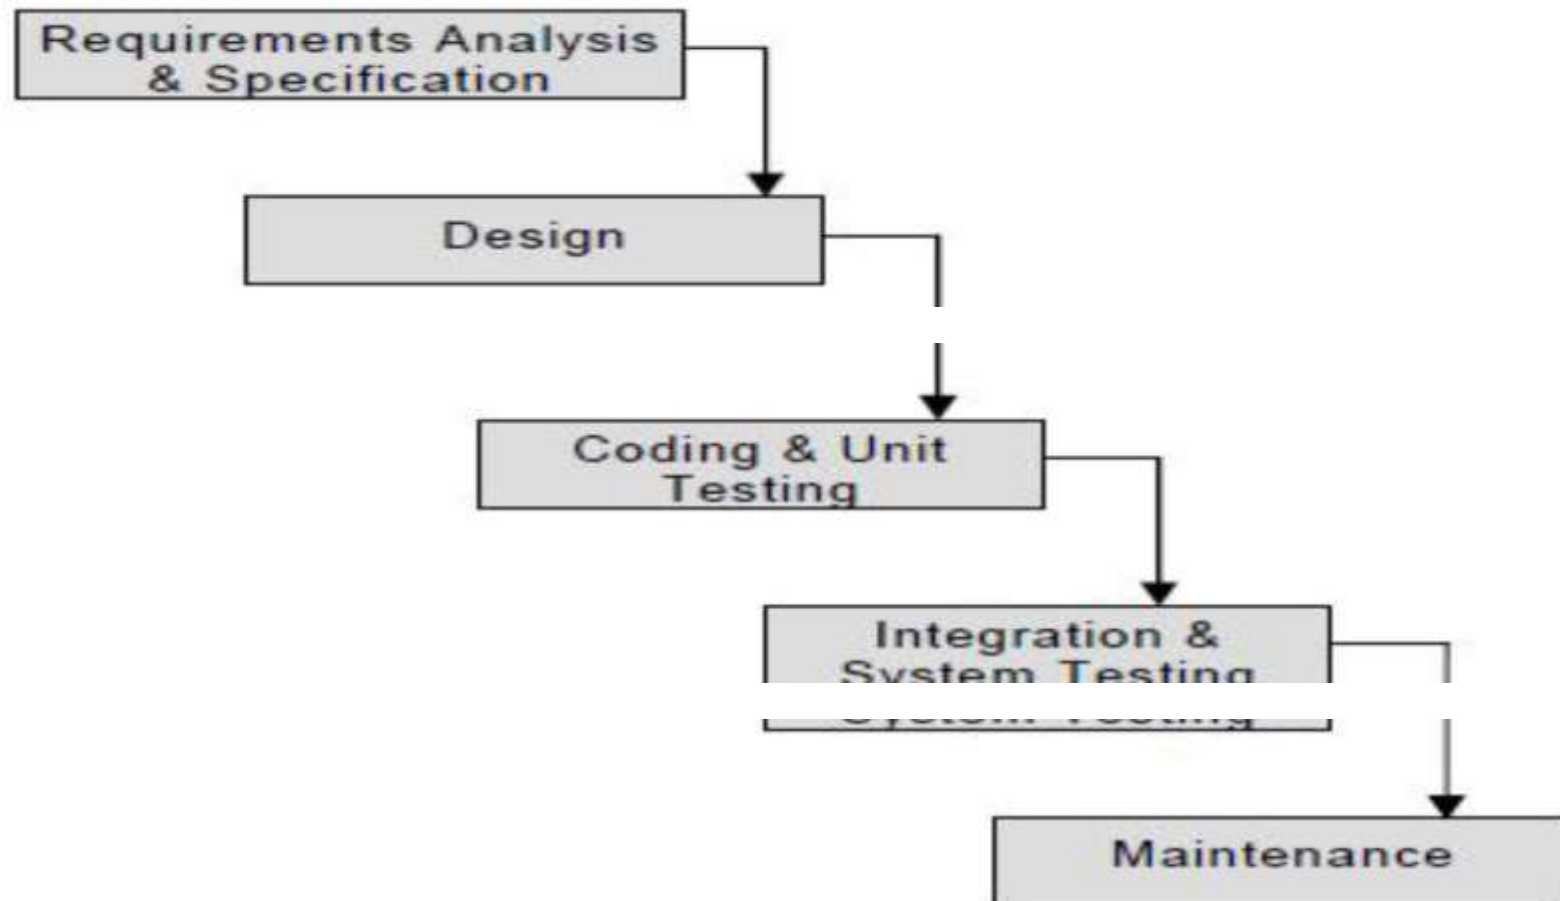 Requirements Analysis
& Specification
Design
Coding & Unit
Testing
Integration &
System Testing
Maintenance